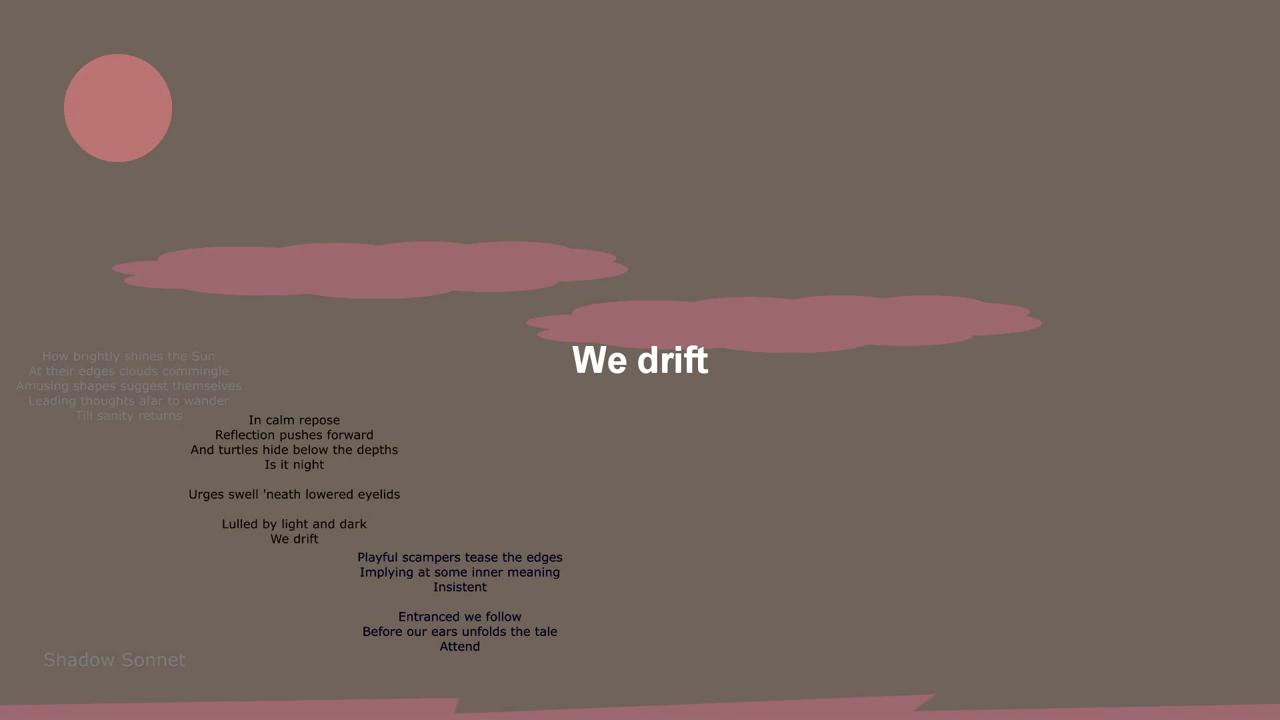 We drift
How brightly shines the Sun
At their edges clouds commingle
Amusing shapes suggest themselves
Leading thoughts afar to wander
Till sanity returns
In calm repose
Reflection pushes forward
And turtles hide below the depths
Is it night
Urges swell 'neath lowered eyelids
Lulled by light and dark
We drift
Playful scampers tease the edges
Implying at some inner meaning
Insistent
Entranced we follow
Before our ears unfolds the tale
Attend
Shadow Sonnet